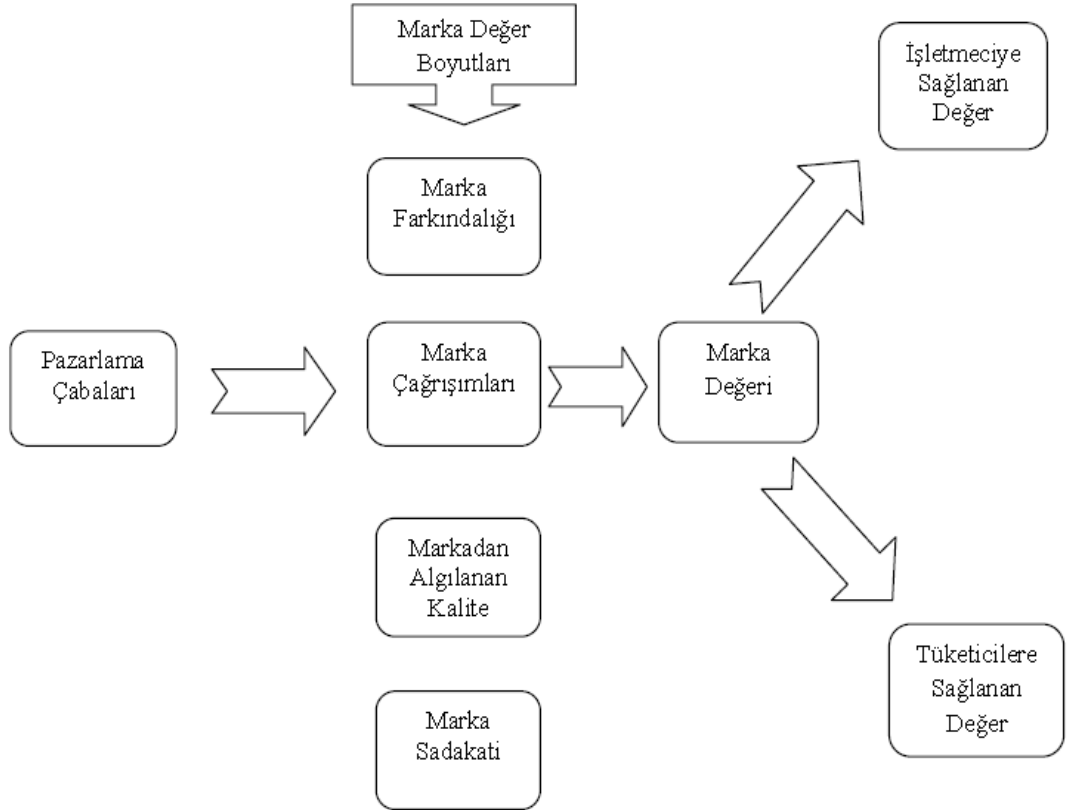 Marka Değer
Boyutları
İşletmeciye
Sağlanan
Değer
Marka
Farkındalığı
Pazarlama
Çabaları
Marka
Çağrışımları
Marka
Değeri
Markadan
Algılanan
Kalite
Tüketicilere
Sağlanan
Değer
Marka
Sadakati